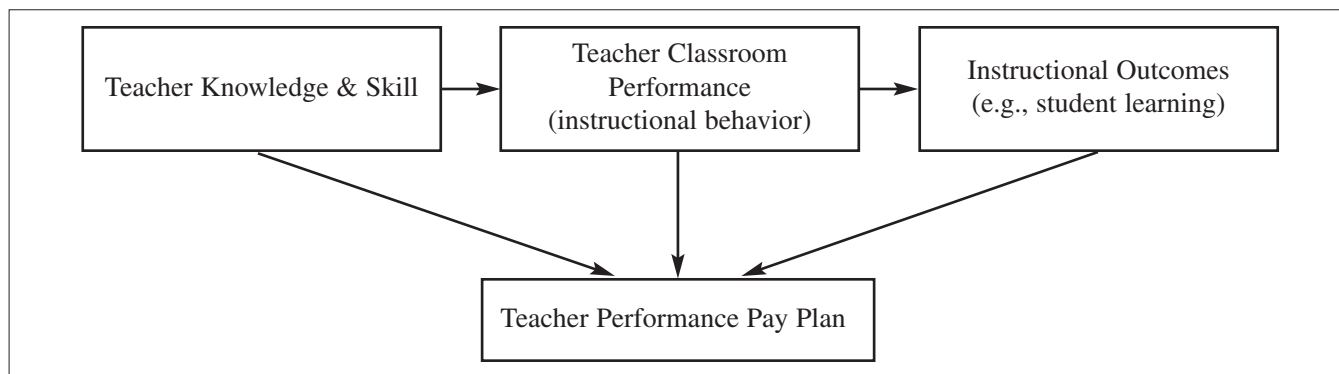 Teacher Knowledge & Skill
Teacher Classroom
Performance
(instructional behavior)
Instructional Outcomes
(e.g., student learning)
Teacher Performance Pay Plan